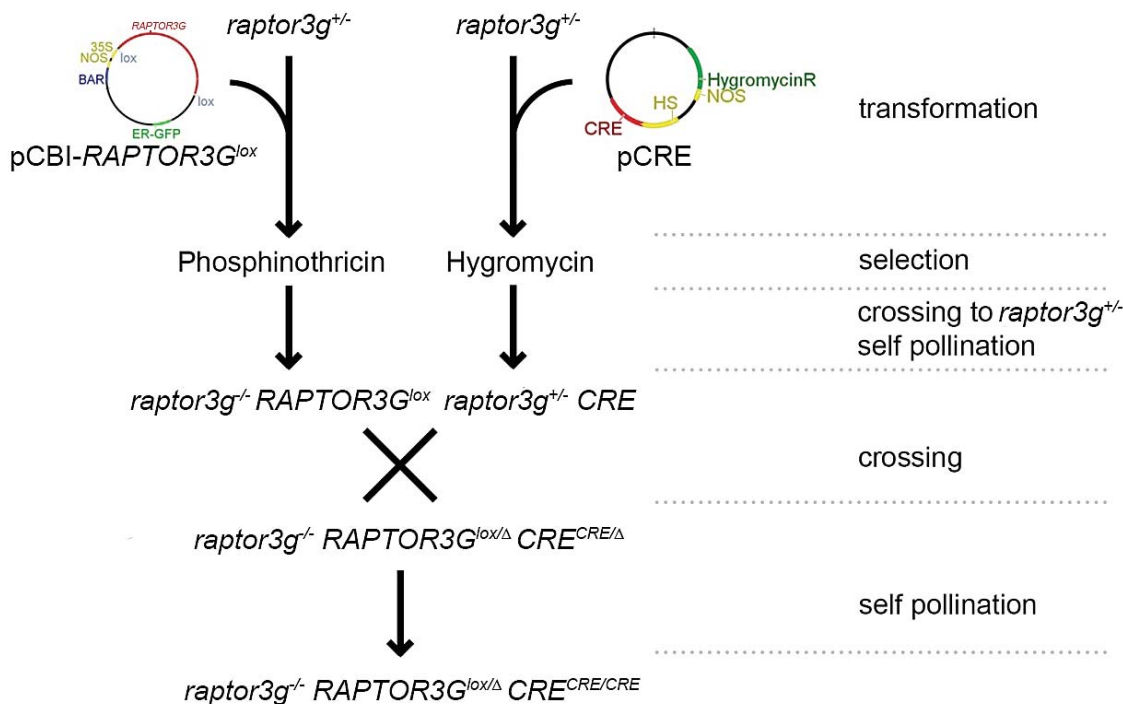 raptor3g+/-
raptor3g+/-
RAPTOR3G
35S
NOS
lox
BAR
lox
ER-GFP
pCBI-RAPTOR3Glox
HygromycinR
NOS
HS
CRE
pCRE
transformation
Phosphinothricin
Hygromycin
selection
crossing to raptor3g+/-
self pollination
raptor3g-/- RAPTOR3Glox
raptor3g+/- CRE
crossing
raptor3g-/- RAPTOR3Glox/Δ CRECRE/Δ
self pollination
raptor3g-/- RAPTOR3Glox/Δ CRECRE/CRE